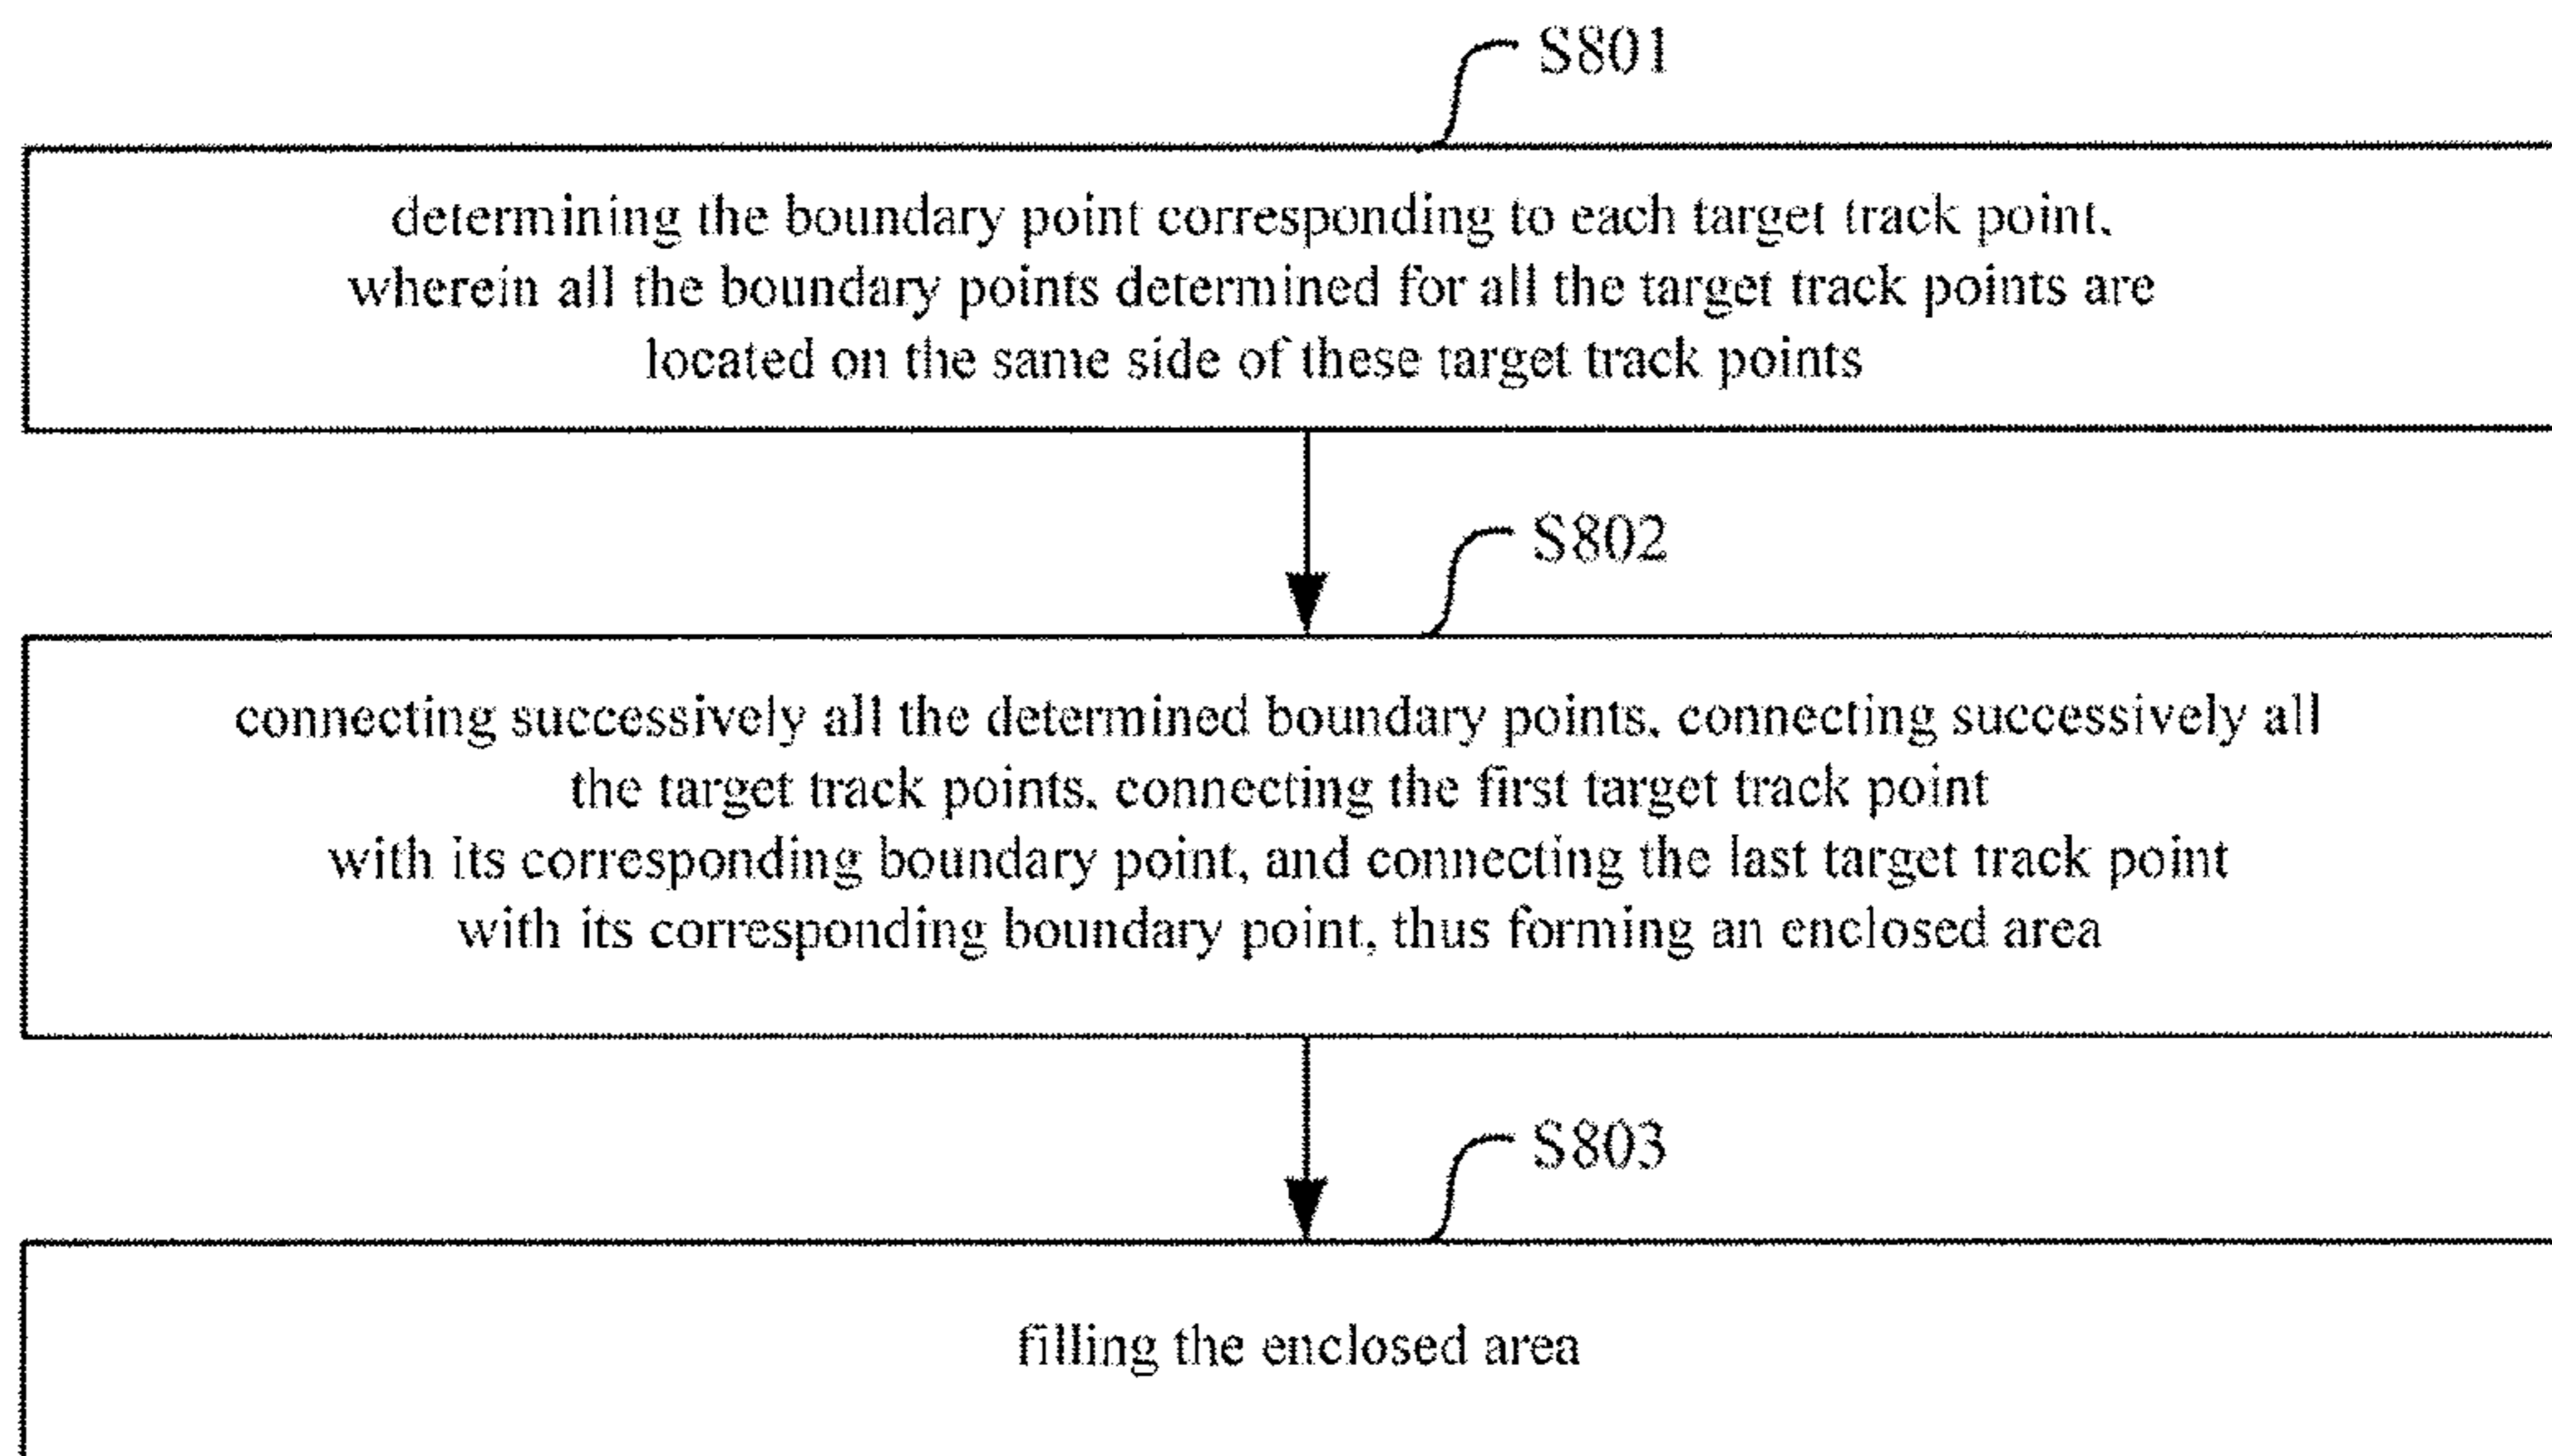 S801
determining the boundary point corresponding to each target track point,
wherein all the boundary points determined for all the target track points are
located on the same side of these target track points
S802
connecting successively all the determined boundary points, connecting successively all
the target track points, connecting the first target track point
with its corresponding boundary point, and connecting the last target track point
with its corresponding boundary point, thus forming an enclosed area
S803
filling the enclosed area